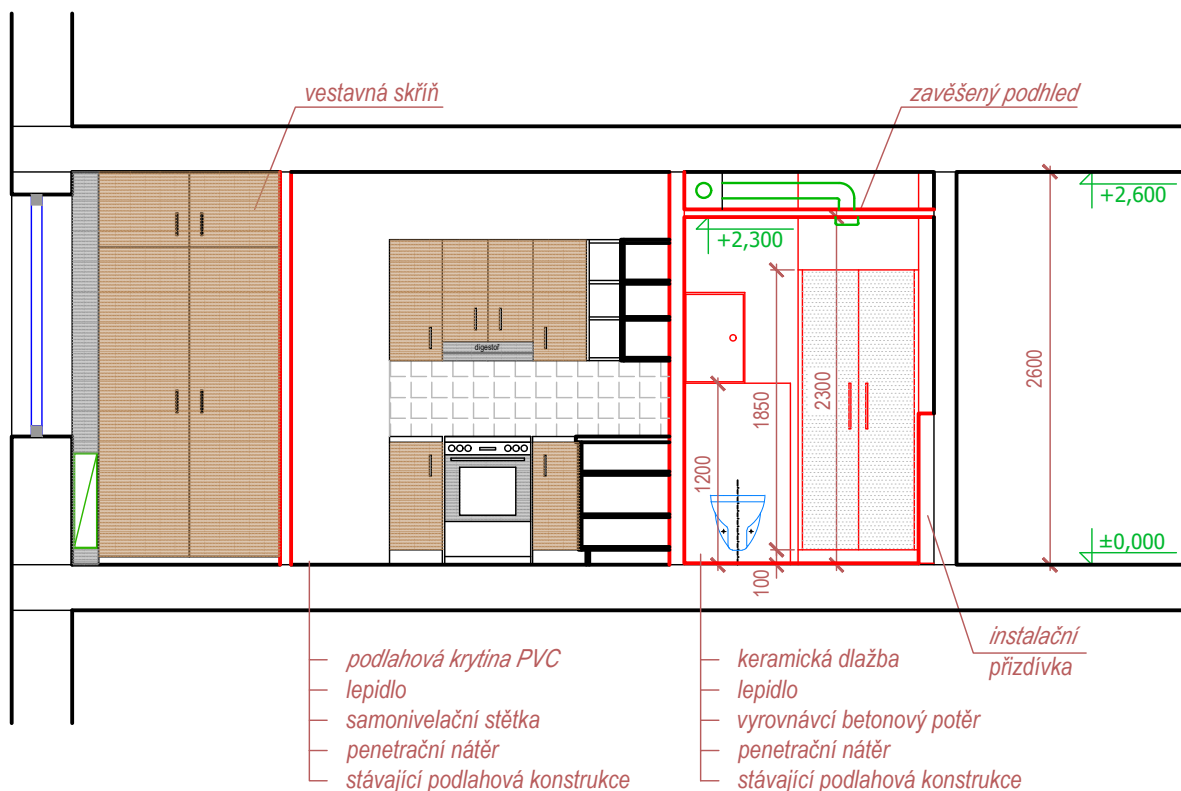 vestavná skříň
zavěšený podhled
+2,600
+2,300
digestoř
2600
2300
1850
1200
±0,000
100
instalační
přizdívka
podlahová krytina PVC
lepidlo
samonivelační stětka
penetrační nátěr
stávající podlahová konstrukce
keramická dlažba
lepidlo
vyrovnávcí betonový potěr
penetrační nátěr
stávající podlahová konstrukce